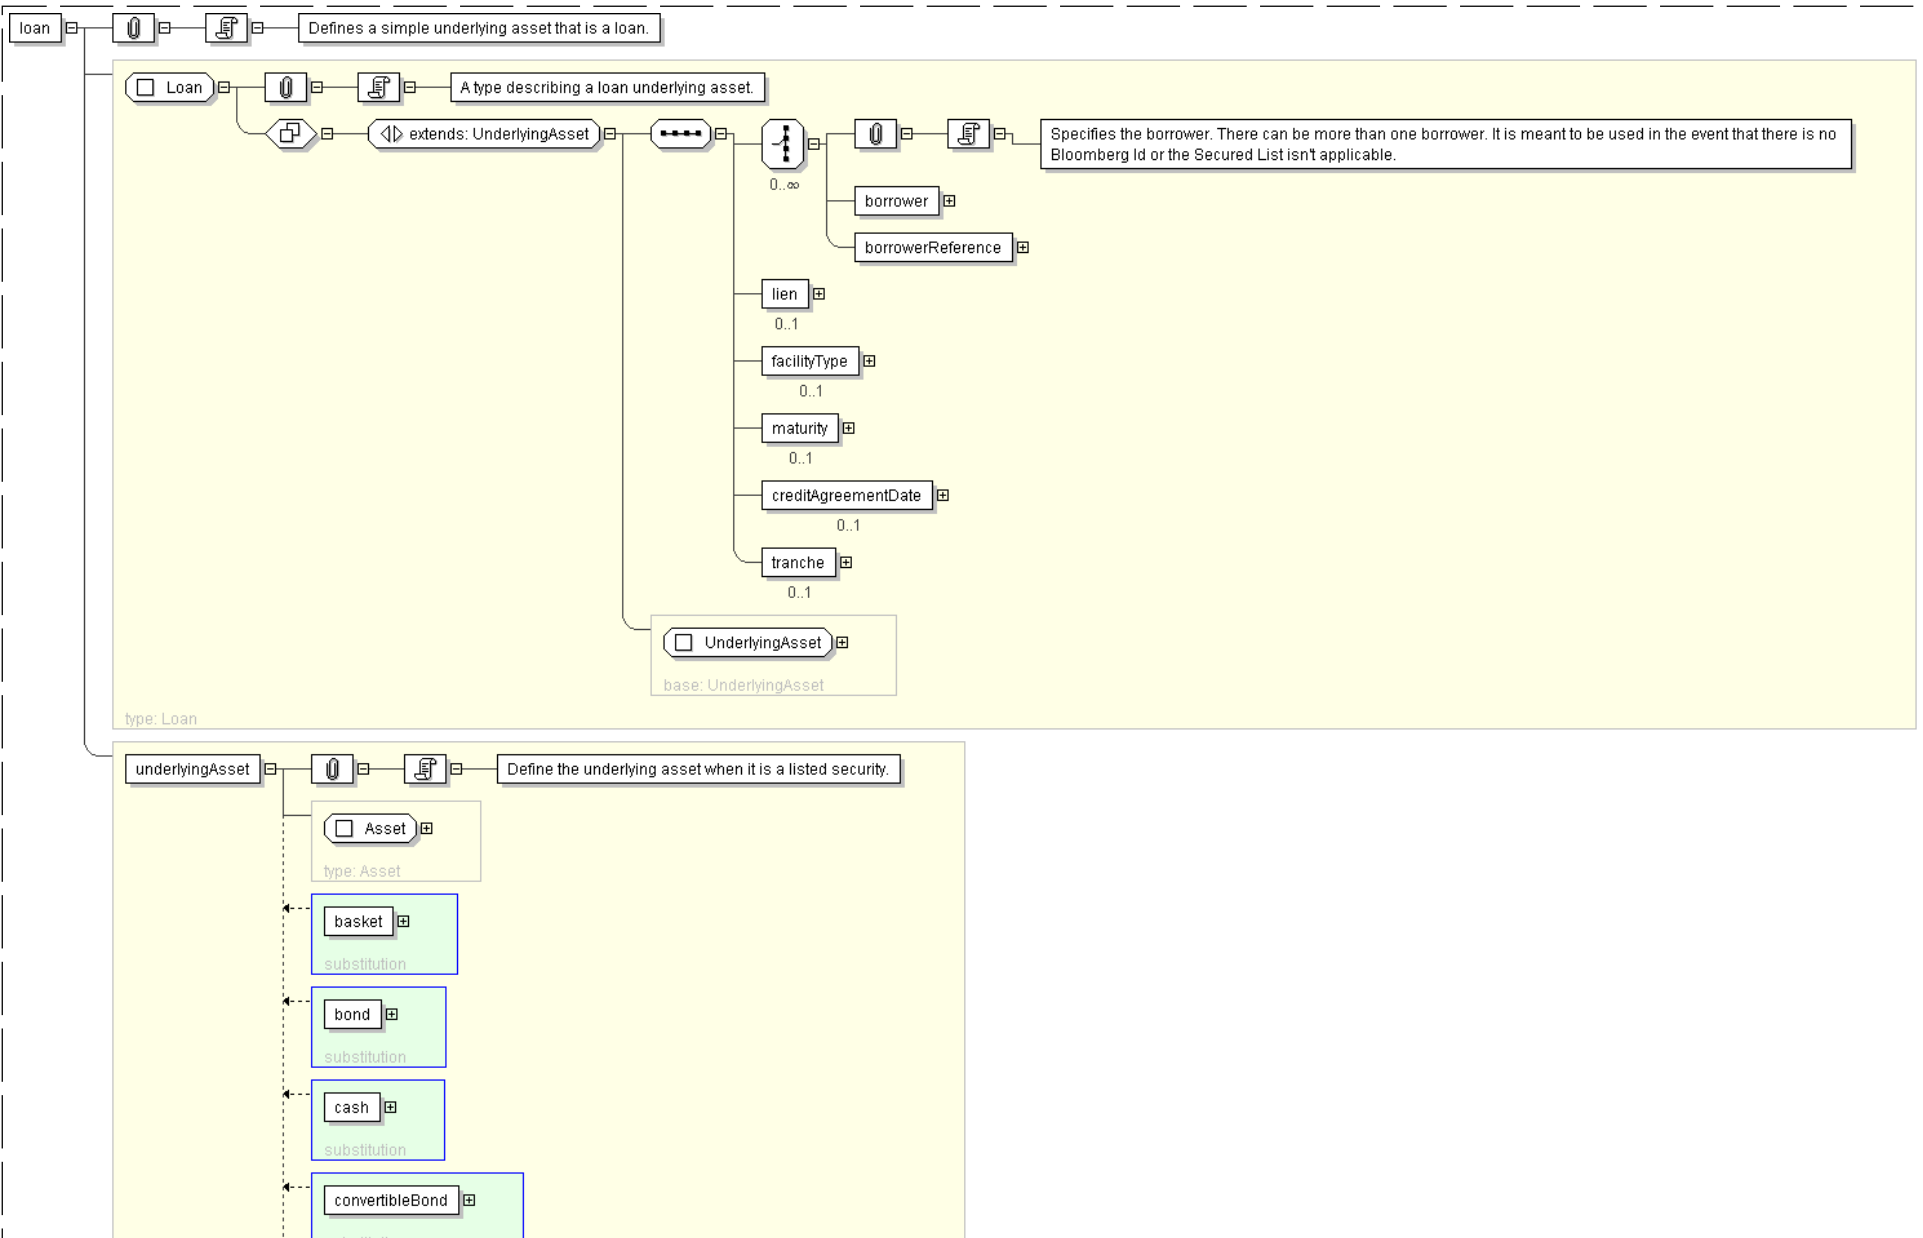 loan
Defines a simple underlying asset that is a loan.
Loan
A type describing a loan underlying asset.
extends: UnderlyingAsset
Specifies the borrower. There can be more than one borrower. It is meant to be used in the event that there is no
Bloomberg Id or the Secured List isn't applicable.
0..∞
borrower
borrowerReference
lien
0..1
facilityType
0..1
maturity
0..1
creditAgreementDate
0..1
tranche
0..1
UnderlyingAsset
base: UnderlyingAsset
type: Loan
underlyingAsset
Define the underlying asset when it is a listed security.
Asset
type: Asset
basket
substitution
bond
substitution
cash
substitution
convertibleBond